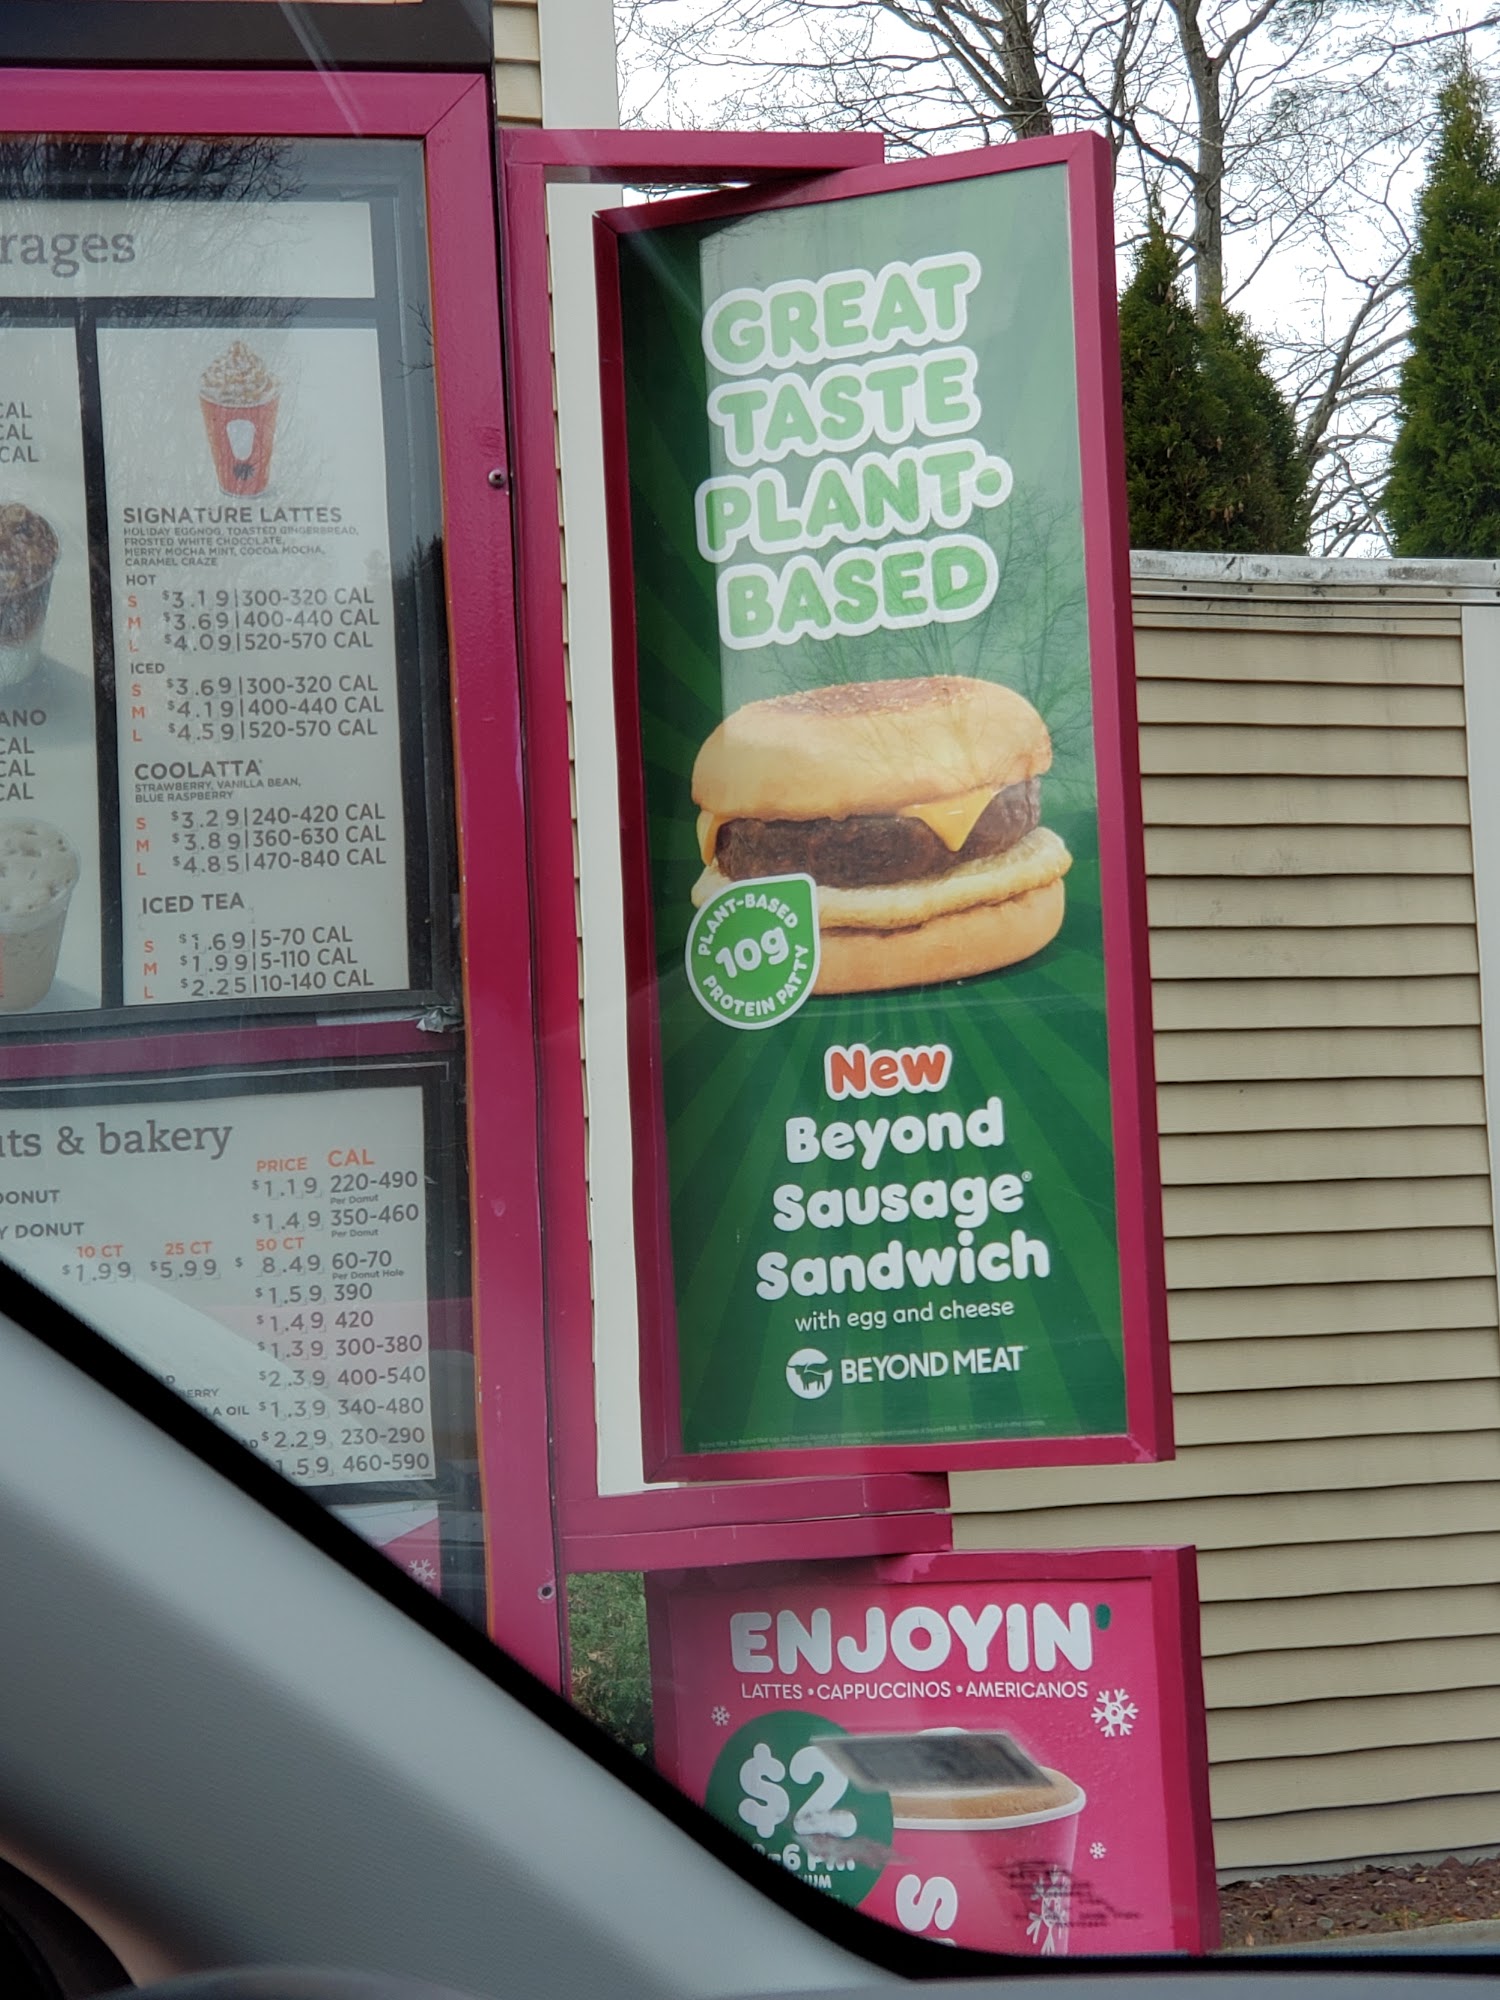 rages
CAL
CAL
CAL
ANO
CAL
CAL
CAL
SIGNATURE LATTES
HOLIDAY EGGNOG, TOASTED GINGERBREAD,
FROSTED WHITE CHOCOLATE,
MERRY MOCHA MINT, COCOA MOCHA,
CARAMEL CRAZE
HOT
S $3.19|300-320 CAL
M $3.69|400-440 CAL
L $4.09|520-570 CAL
ICED
S $3.69|300-320 CAL
M $4.19|400-440 CAL
L $4.59|520-570 CAL
COOLATTA®
STRAWBERRY, VANILLA BEAN,
BLUE RASPBERRY
S $3.29|240-420 CAL
M $3.89|360-630 CAL
L $4.85|470-840 CAL
ICED TEA
S $1.69|5-70 CAL
M $1.99|5-110 CAL
L $2.25|10-140 CAL
ts & bakery
PRICE CAL
DONUT $1.19 220-490
Per Donut
Y DONUT $1.49 350-460
Per Donut
10 CT 25 CT 50 CT
$1.99 $5.99 $8.49 60-70
Per Donut Hole
$1.59 390
$1.49 420
$1.39 300-380
$2.39 400-540
ERRY
LA OIL $1.39 340-480
$2.29 230-290
1.59 460-590
GREAT
TASTE
PLANT-
BASED
PLANT-BASED
10g
PROTEIN PATTY
New
Beyond
Sausage®
Sandwich
with egg and cheese
BEYOND MEAT
ENJOYIN'
LATTES • CAPPUCCINOS • AMERICANOS
$2
-6 PM
UM